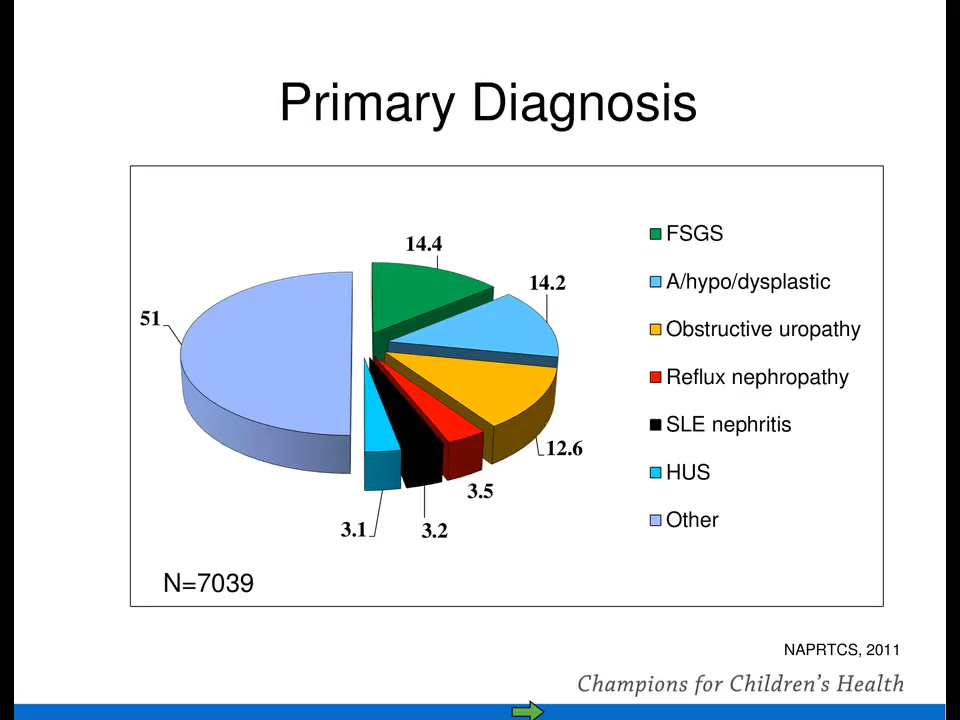 Primary Diagnosis
14.4
14.2
51
12.6
3.5
3.1
3.2
FSGS
A/hypo/dysplastic
Obstructive uropathy
Reflux nephropathy
SLE nephritis
HUS
Other
N=7039
NAPRTCS, 2011
Champions for Children's Health